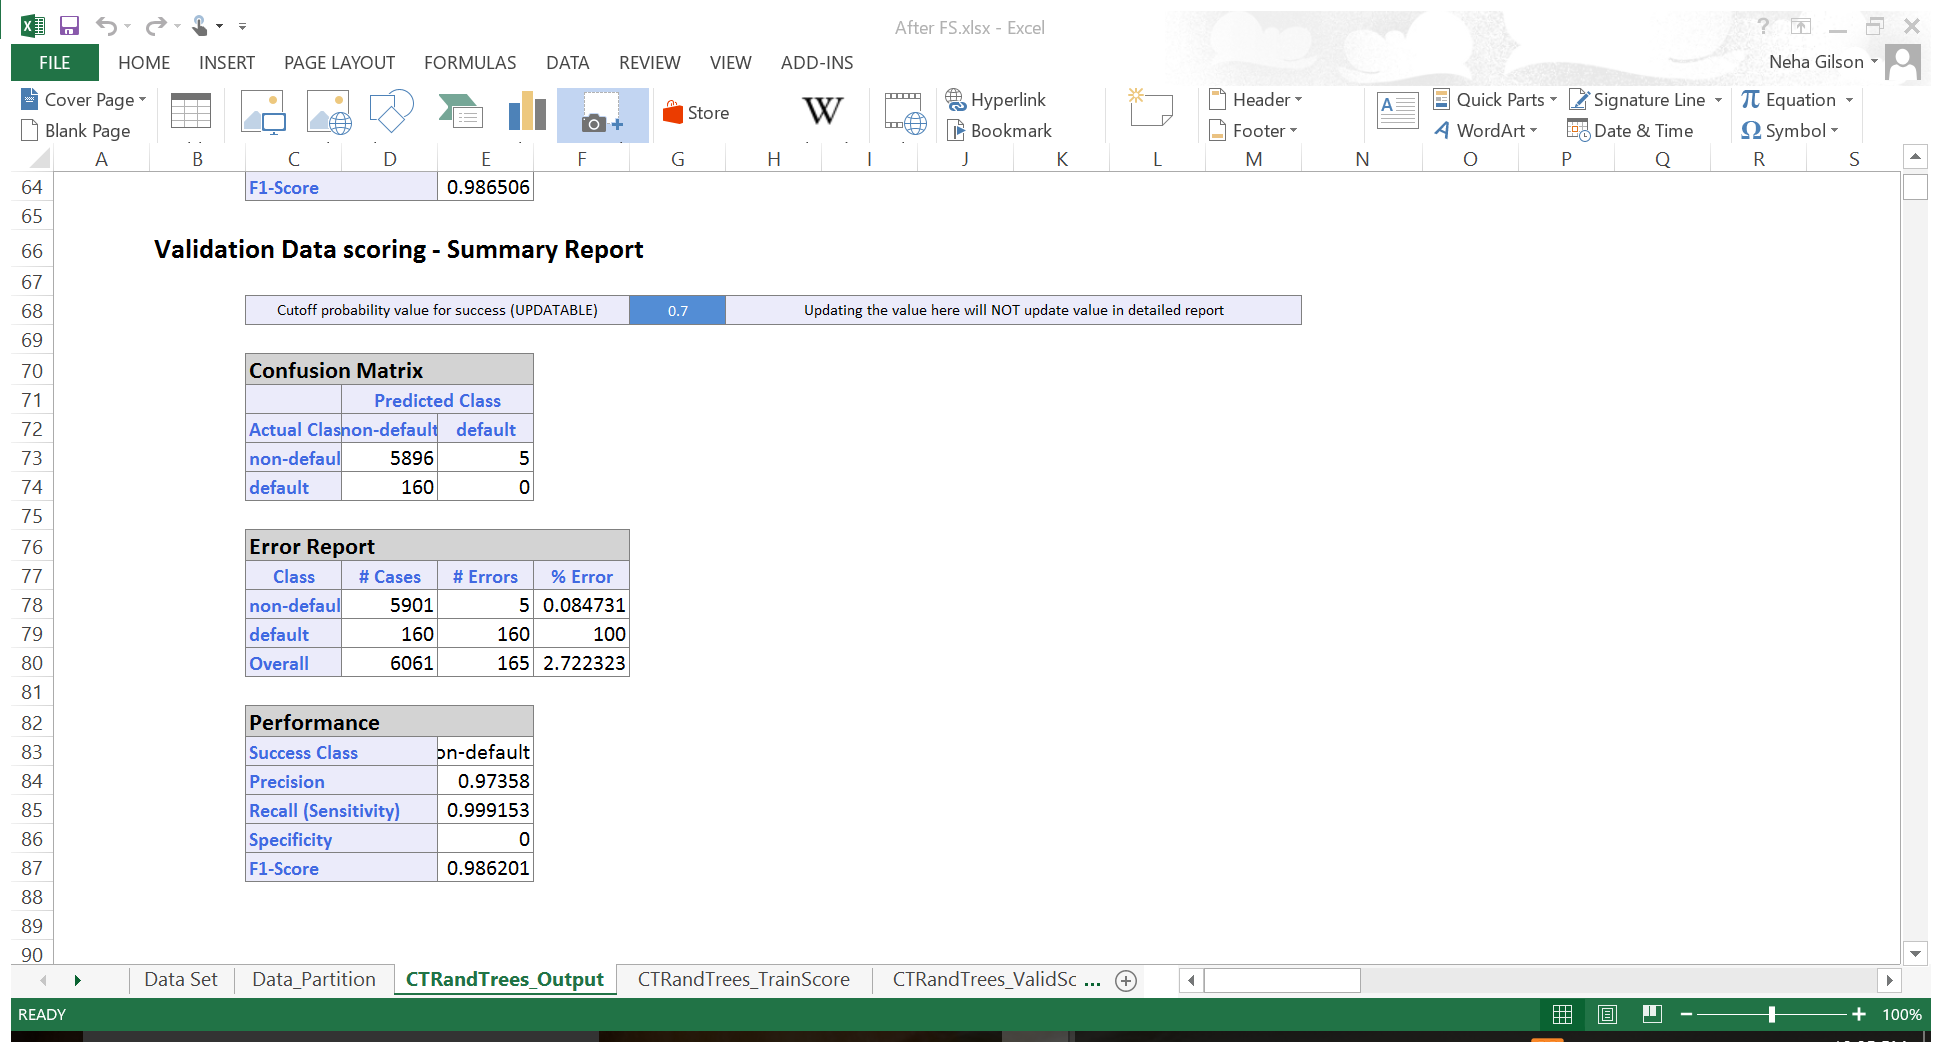 After FS.xlsx - Excel
?
FILE HOME INSERT PAGE LAYOUT FORMULAS DATA REVIEW VIEW ADD-INS
Neha Gilson
Cover Page
Blank Page
Store
W
Hyperlink
Bookmark
Header
Footer
A
Quick Parts
A WordArt
Signature Line
Date & Time
π Equation
Ω Symbol
A B C D E F G H I J K L M N O P Q R S
64 F1-Score 0.986506
65
66 Validation Data scoring - Summary Report
67
68 Cutoff probability value for success (UPDATABLE) 0.7 Updating the value here will NOT update value in detailed report
69
70 Confusion Matrix
71 Predicted Class
72 Actual Clas non-default default
73 non-defaul 5896 5
74 default 160 0
75
76 Error Report
77 Class # Cases # Errors % Error
78 non-defaul 5901 5 0.084731
79 default 160 160 100
80 Overall 6061 165 2.722323
81
82 Performance
83 Success Class on-default
84 Precision 0.97358
85 Recall (Sensitivity) 0.999153
86 Specificity 0
87 F1-Score 0.986201
88
89
90
Data Set Data_Partition CTRandTrees_Output CTRandTrees_TrainScore CTRandTrees_ValidSc ...
READY 100%